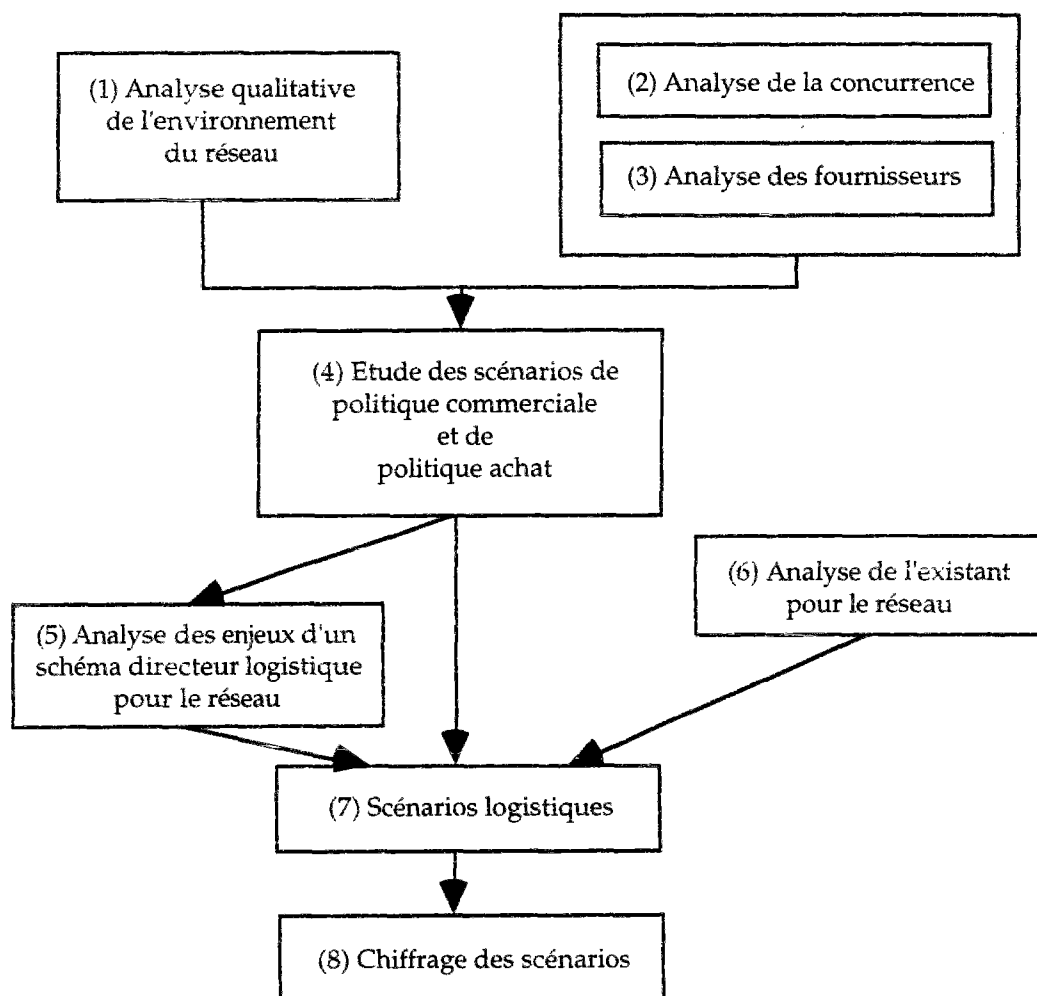 (1) Analyse qualitative
de l'environnement
du réseau
(2) Analyse de la concurrence
(3) Analyse des fournisseurs
(4) Etude des scénarios de
politique commerciale
et de
politique achat
(5) Analyse des enjeux d'un
schéma directeur logistique
pour le réseau
(6) Analyse de l'existant
pour le réseau
(7) Scénarios logistiques
(8) Chiffrage des scénarios